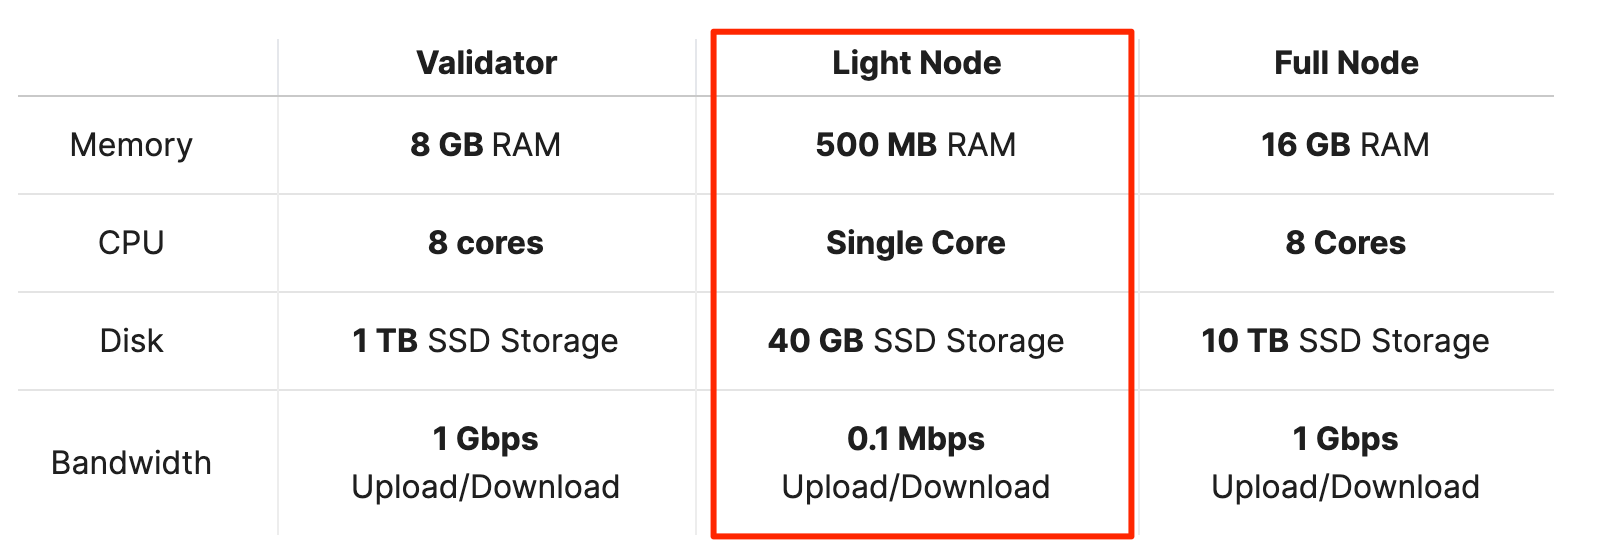 Validator Light Node Full Node
Memory 8 GB RAM 500 MB RAM 16 GB RAM
CPU 8 cores Single Core 8 Cores
Disk 1 TB SSD Storage 40 GB SSD Storage 10 TB SSD Storage
Bandwidth 1 Gbps Upload/Download 0.1 Mbps Upload/Download 1 Gbps Upload/Download